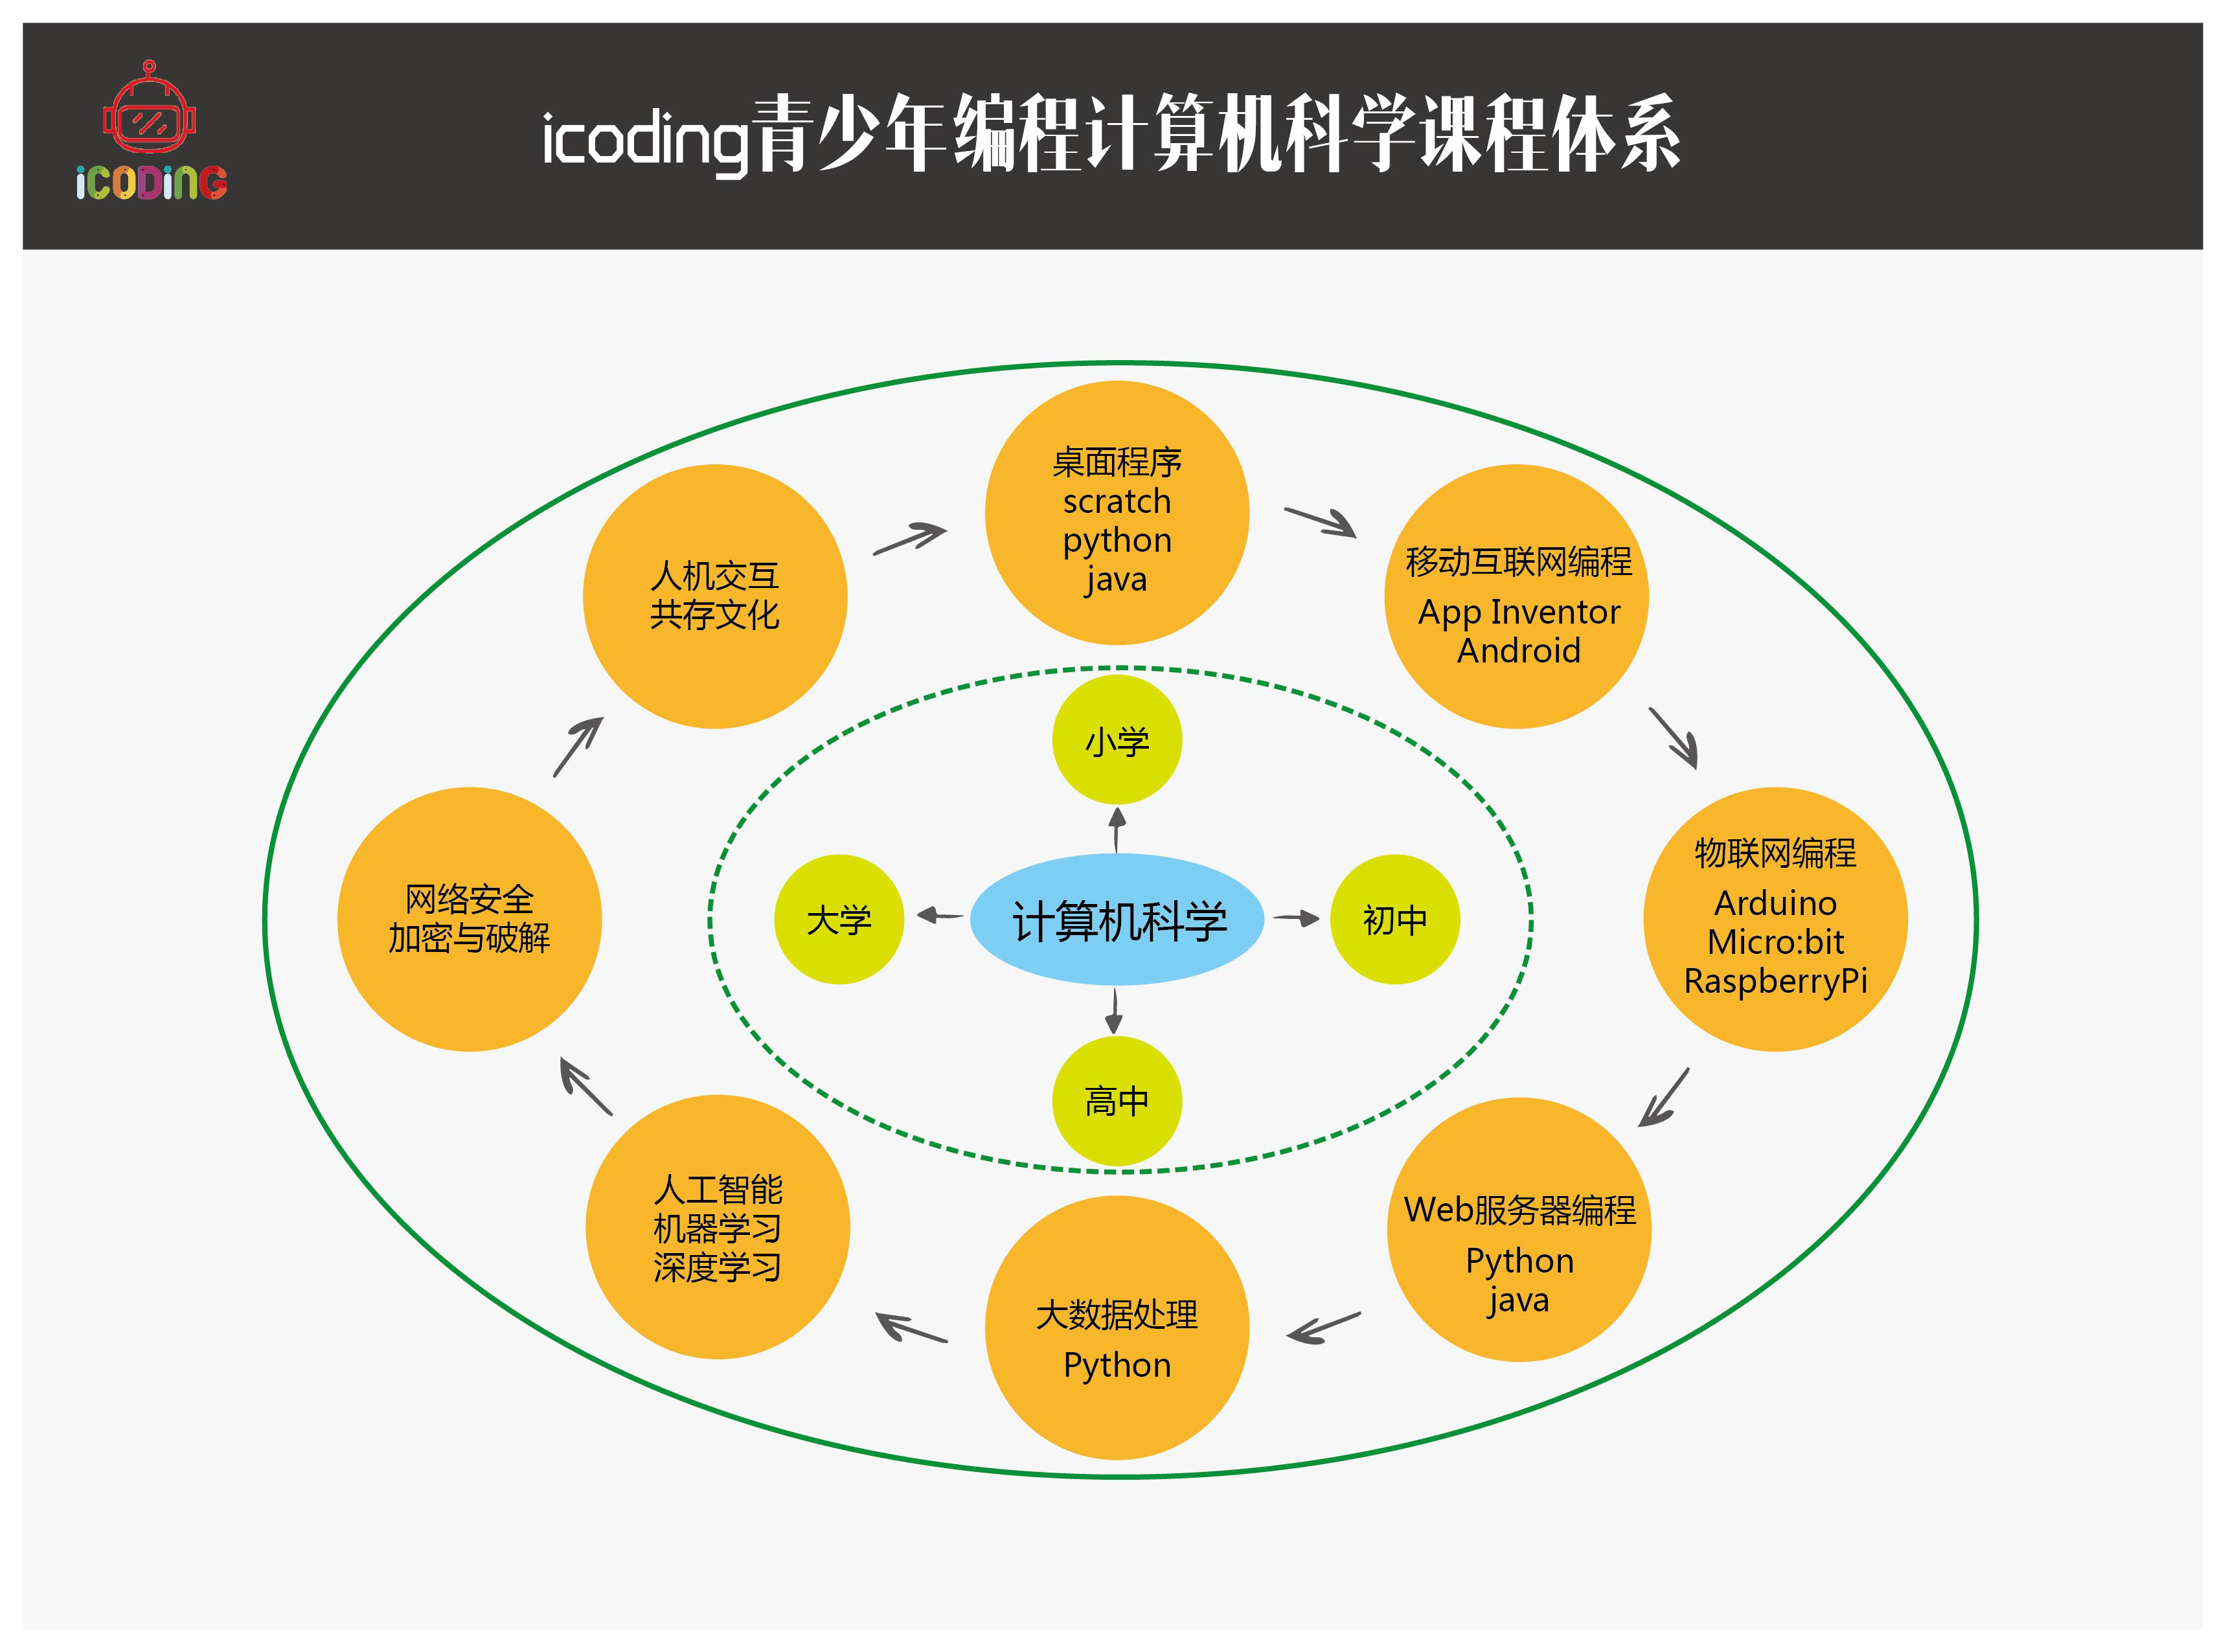 icoding青少年编程计算机科学课程体系
iCODiNG
桌面程序
scratch
python
java
移动互联网编程
App Inventor
Android
物联网编程
Arduino
Micro:bit
RaspberryPi
Web服务器编程
Python
java
大数据处理
Python
人工智能
机器学习
深度学习
网络安全
加密与破解
人机交互
共存文化
小学
初中
高中
大学
计算机科学